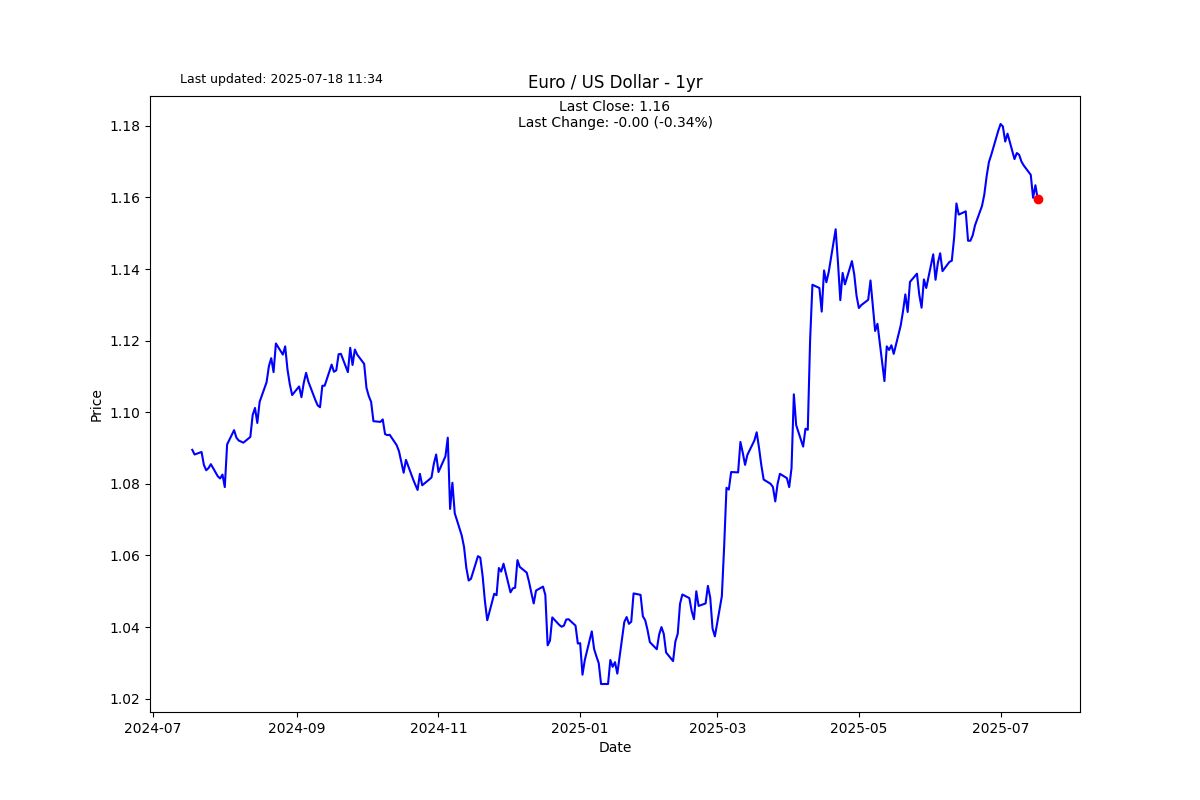 Last updated: 2025-07-18 11:34
Euro / US Dollar - 1yr
Last Close: 1.16
Last Change: -0.00 (-0.34%)
Price
1.18
1.16
1.14
1.12
1.10
1.08
1.06
1.04
1.02
2024-07 2024-09 2024-11 2025-01 2025-03 2025-05 2025-07
Date